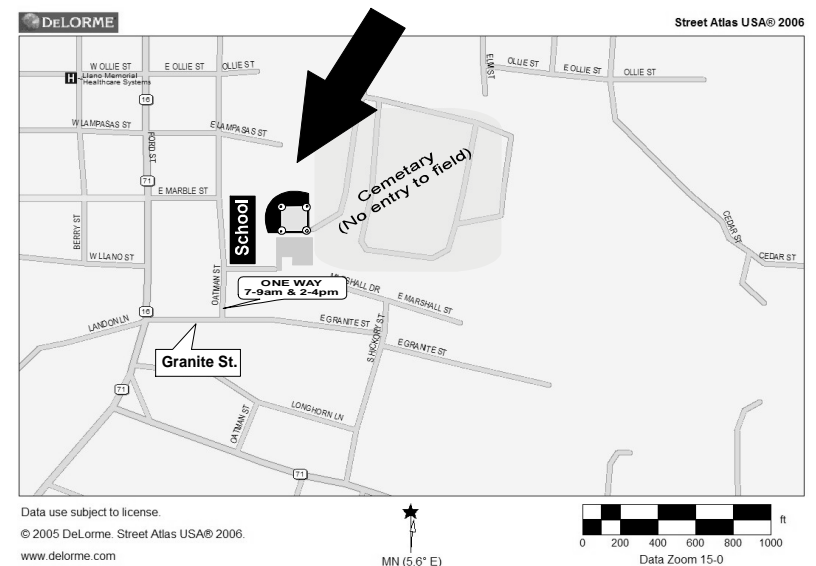 DELORME
Street Atlas USA® 2006
W OLLIE ST
E OLLIE ST
OLLIE ST
ELM ST
OLLIE ST
E OLLIE ST
OLLIE ST
H
Llano Memorial
Healthcare Systems
16
W LAMPASAS ST
FORD ST
E LAMPASAS ST
71
E MARBLE ST
Cemetary
(No entry to field)
School
BERRY ST
W LLANO ST
OATMAN ST
CEDAR ST
CEDAR ST
ONE WAY
7-9am & 2-4pm
SHALL DR
E MARSHALL ST
16
LANDON LN
E GRANITE ST
S HICKORY ST
E GRANITE ST
Granite St.
71
OATMAN ST
LONGHORN LN
71
Data use subject to license.
© 2005 DeLorme. Street Atlas USA® 2006.
www.delorme.com
MN (5.6° E)
ft
0 200 400 600 800 1000
Data Zoom 15-0